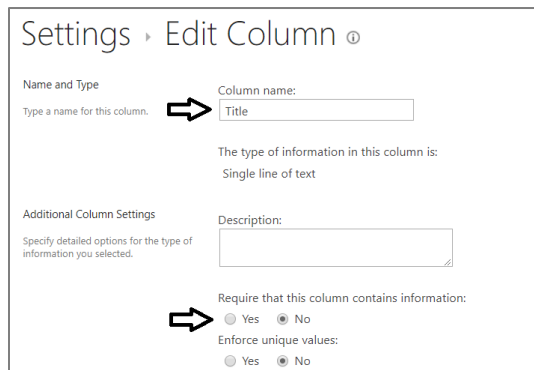 Settings › Edit Column
Name and Type
Type a name for this column.
Column name:
Title
The type of information in this column is:
Single line of text
Additional Column Settings
Specify detailed options for the type of
information you selected.
Description:
Require that this column contains information:
Yes No
Enforce unique values:
Yes No